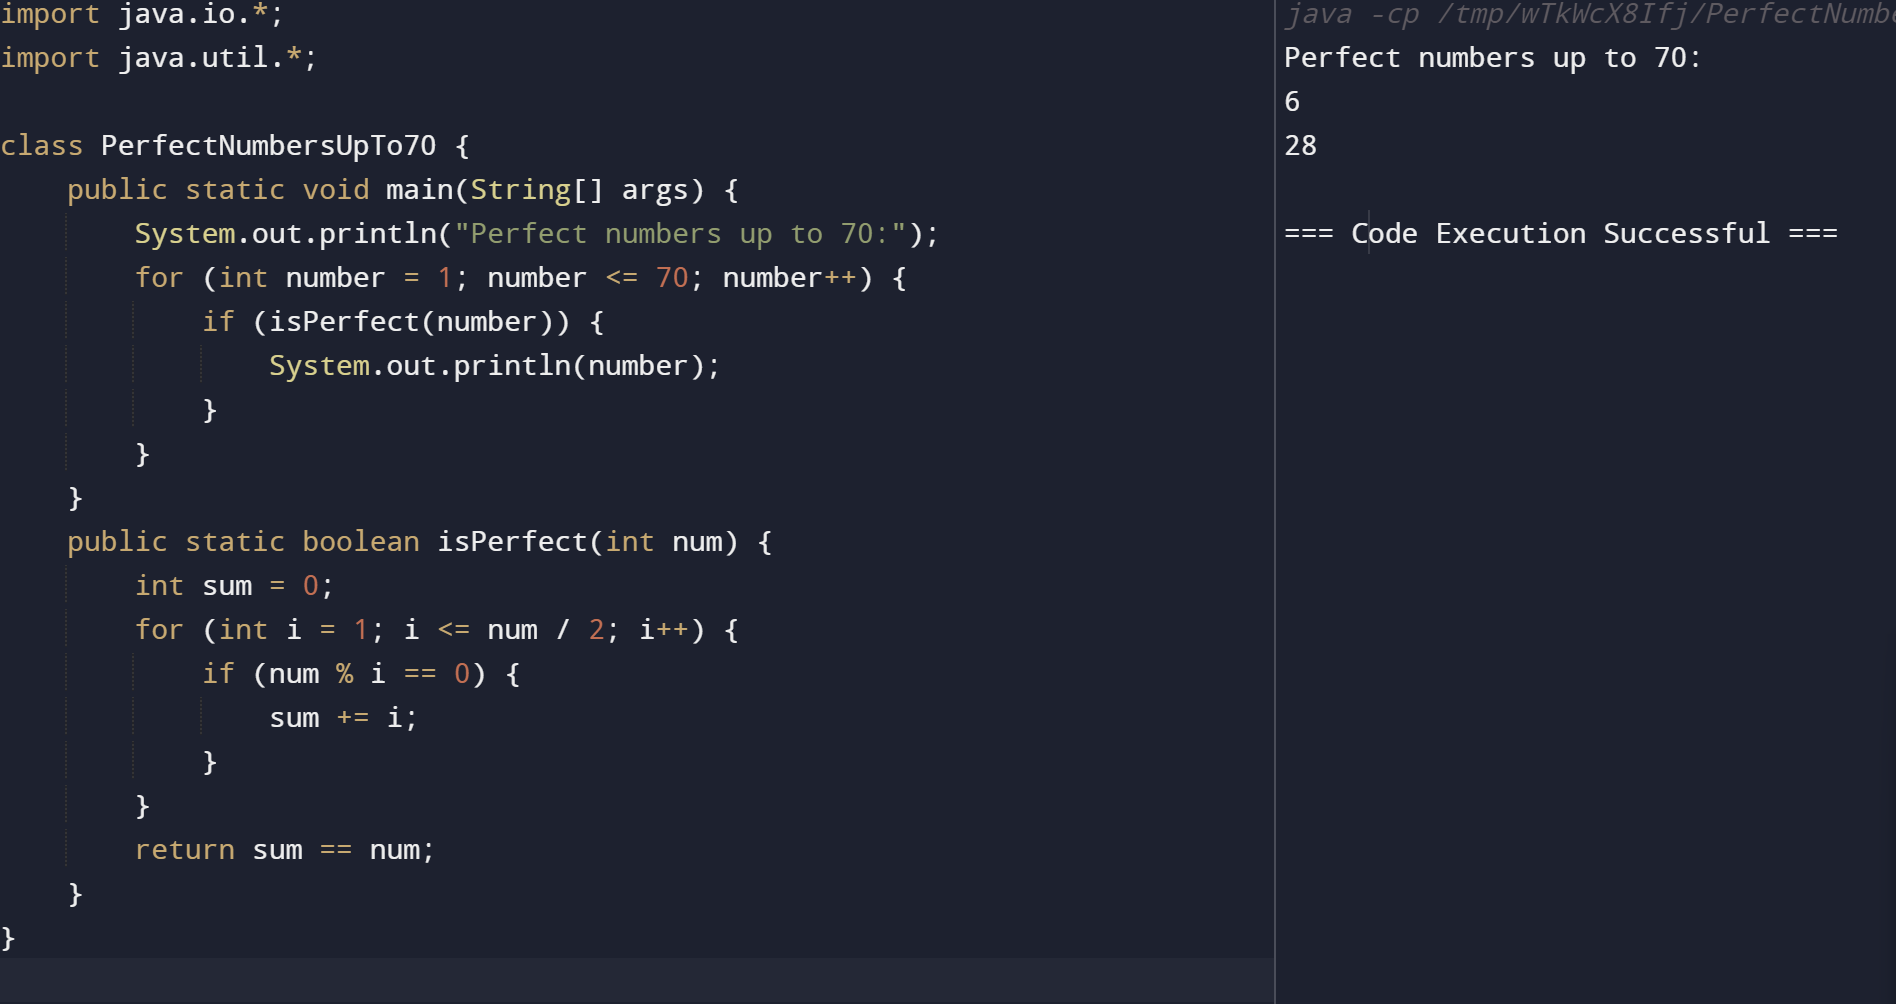 import java.io.*;
import java.util.*;

class PerfectNumbersUpTo70 {
    public static void main(String[] args) {
        System.out.println("Perfect numbers up to 70:");
        for (int number = 1; number <= 70; number++) {
            if (isPerfect(number)) {
                System.out.println(number);
            }
        }
    }
    public static boolean isPerfect(int num) {
        int sum = 0;
        for (int i = 1; i <= num / 2; i++) {
            if (num % i == 0) {
                sum += i;
            }
        }
        return sum == num;
    }
}
java -cp /tmp/wTkWcX8Ifj/PerfectNumbe
Perfect numbers up to 70:
6
28

=== Code Execution Successful ===